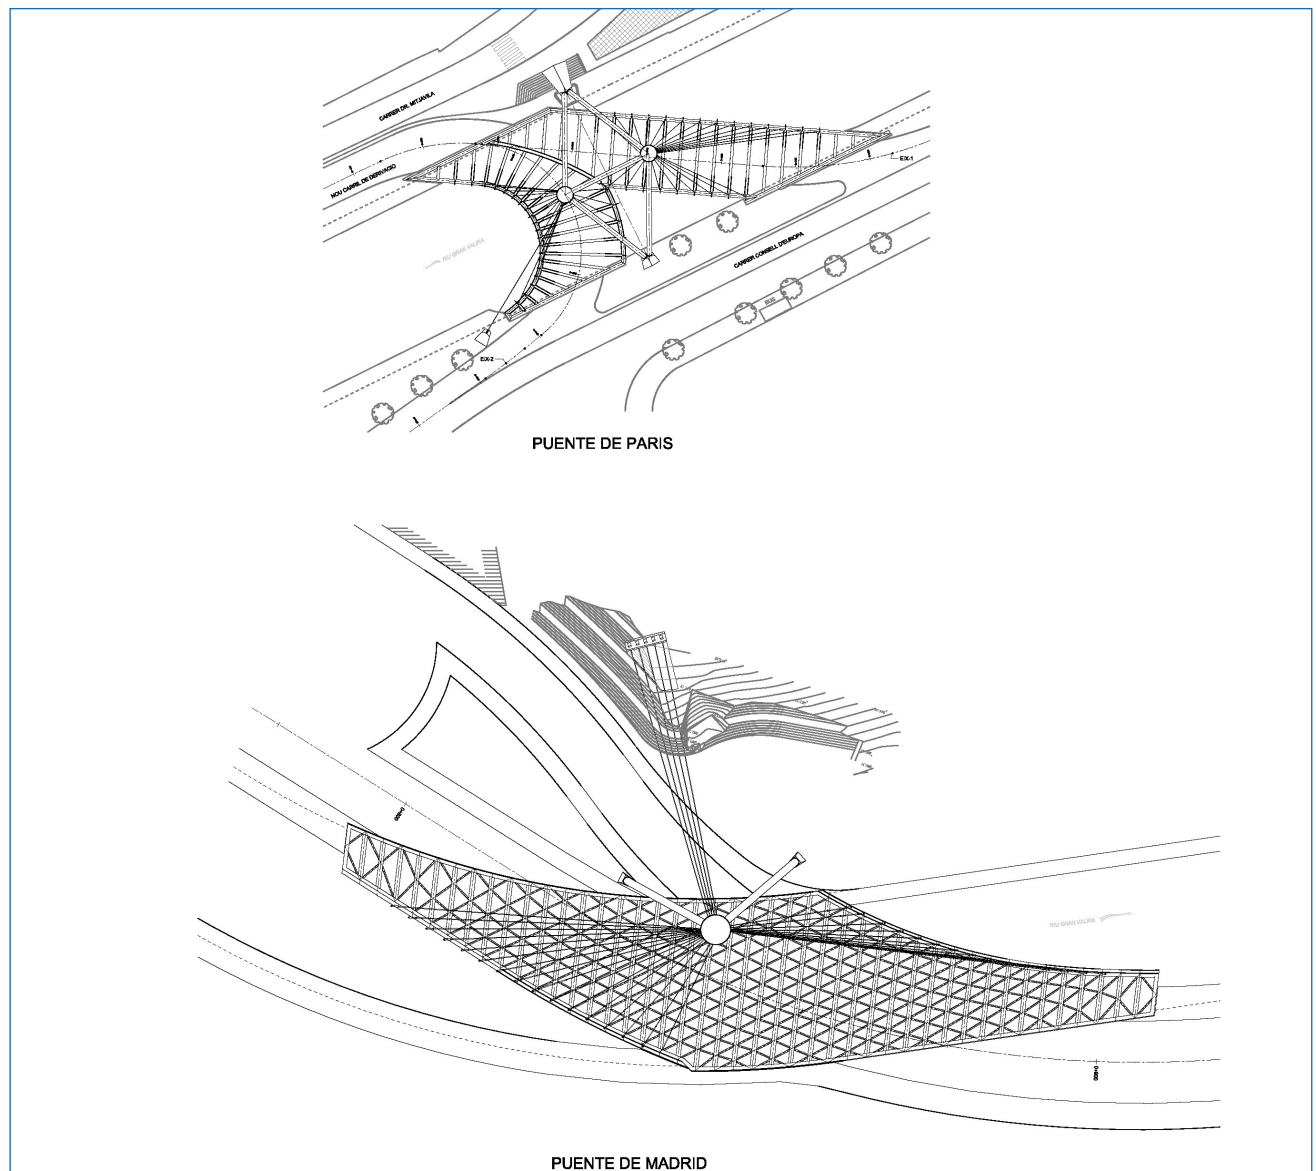 CARRER DR. MITJAVILA
NOU CARRIL DE DERIVACIO
EIX-1
RIU GRAN VALIRA
CARRER CONSELL D'EUROPA
BUS
EIX-2
PUENTE DE PARIS
RIU GRAN VALIRA
PUENTE DE MADRID